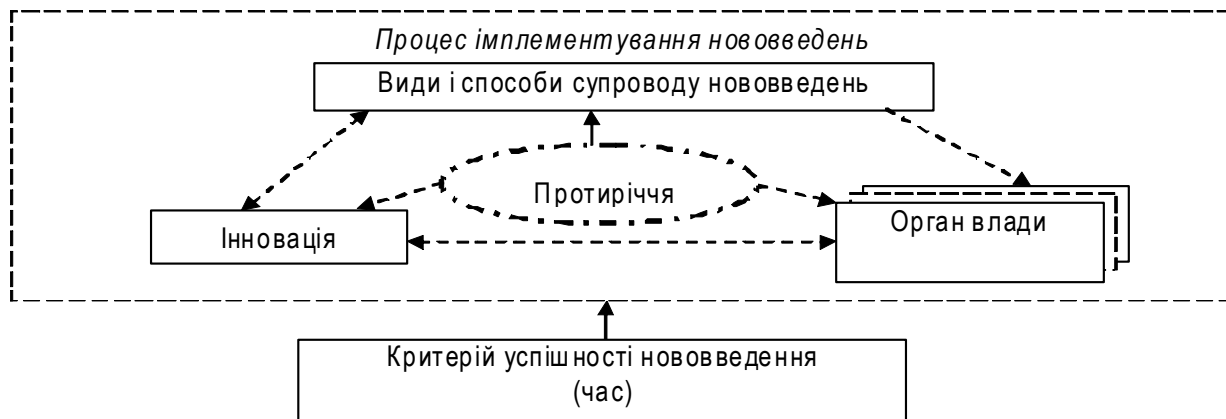 Процес імплементування нововведень
Види і способи супроводу нововведень
Протиріччя
Інновація
Орган влади
Критерій успішності нововведення
(час)